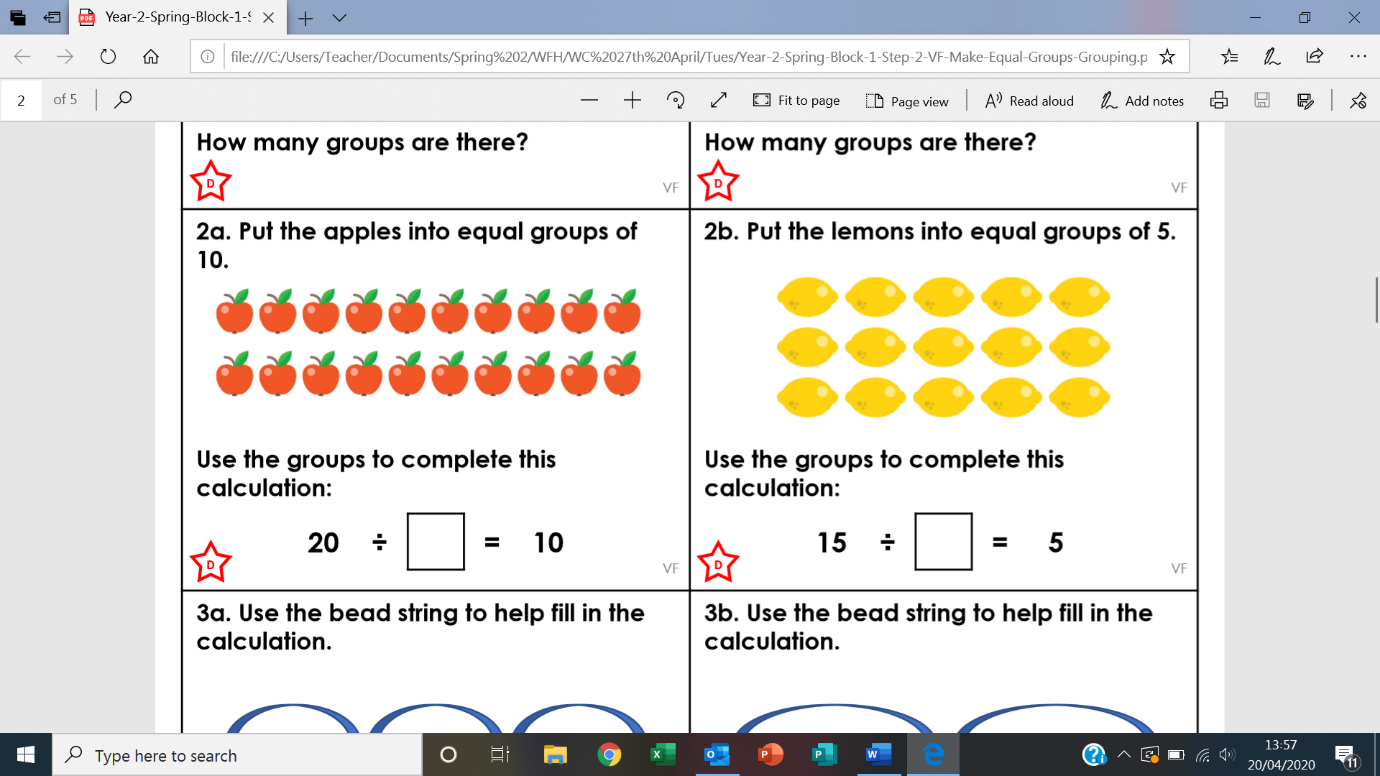 Year-2-Spring-Block-1-S
file:///C:/Users/Teacher/Documents/Spring%202/WFH/WC%2027th%20April/Tues/Year-2-Spring-Block-1-Step-2-VF-Make-Equal-Groups-Grouping.p
2 of 5 Fit to page Page view Read aloud Add notes
How many groups are there?
D
VF
How many groups are there?
D
VF
2a. Put the apples into equal groups of
10.
Use the groups to complete this
calculation:
20 ÷ = 10
D
VF
2b. Put the lemons into equal groups of 5.
Use the groups to complete this
calculation:
15 ÷ = 5
D
VF
3a. Use the bead string to help fill in the
calculation.
3b. Use the bead string to help fill in the
calculation.
Type here to search
13:57
20/04/2020
11